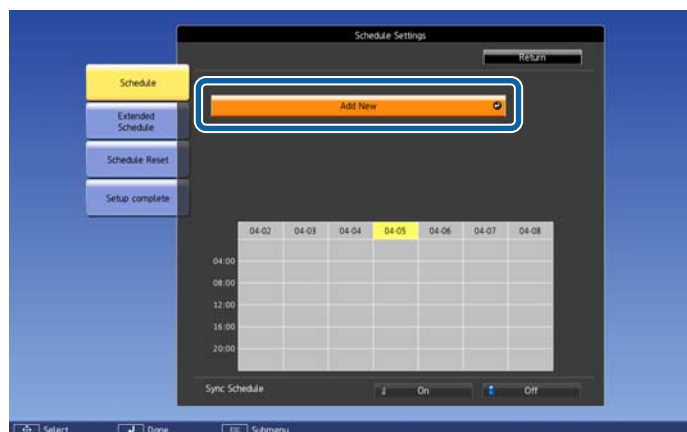 Schedule Settings
Return
Schedule
Add New
Extended
Schedule
Schedule Reset
Setup complete
04-02 04-03 04-04 04-05 04-06 04-07 04-08
04:00
08:00
12:00
16:00
20:00
Sync Schedule On Off
Select Done Esc Submenu